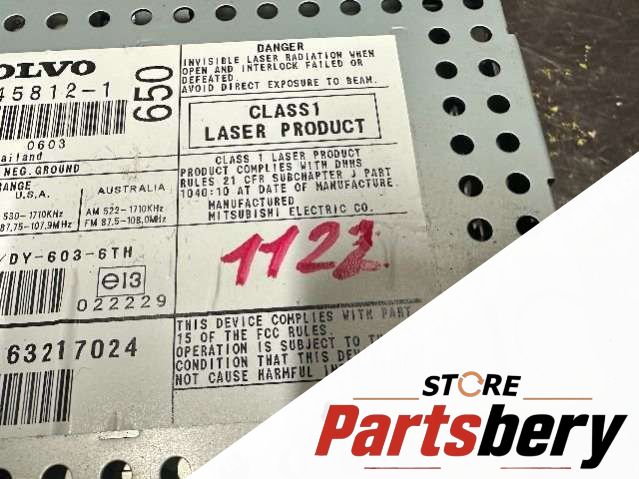 DANGER
INVISIBLE LASER RADIATION WHEN
OPEN AND INTERLOCK FAILED OR
DEFEATED.
AVOID DIRECT EXPOSURE TO BEAM.
OLVO
45812-1
650
0603
ailand
NEG.GROUND
CLASS1
LASER PRODUCT
CLASS 1 LASER PRODUCT
PRODUCT COMPLIES WITH DHHS
RULES 21 CFR SUBCHAPTER J PART
1040:10 AT DATE OF MANUFACTURE.
MANUFACTURED
MITSUBISHI ELECTRIC CO.
RANGE
U.S.A. AUSTRALIA
530-1710KHz AM 522-1710KHz
87.75-107.9MHz FM 87.5-108.0MHz
/DY-603-6TH
e13
022229
1122
63217024
THIS DEVICE COMPLIES WITH PART
15 OF THE FCC RULES.
OPERATION IS SUBJECT TO TH
CONDITION THAT THIS DEV
NOT CAUSE HARMFUL I
STORE
Partsbery